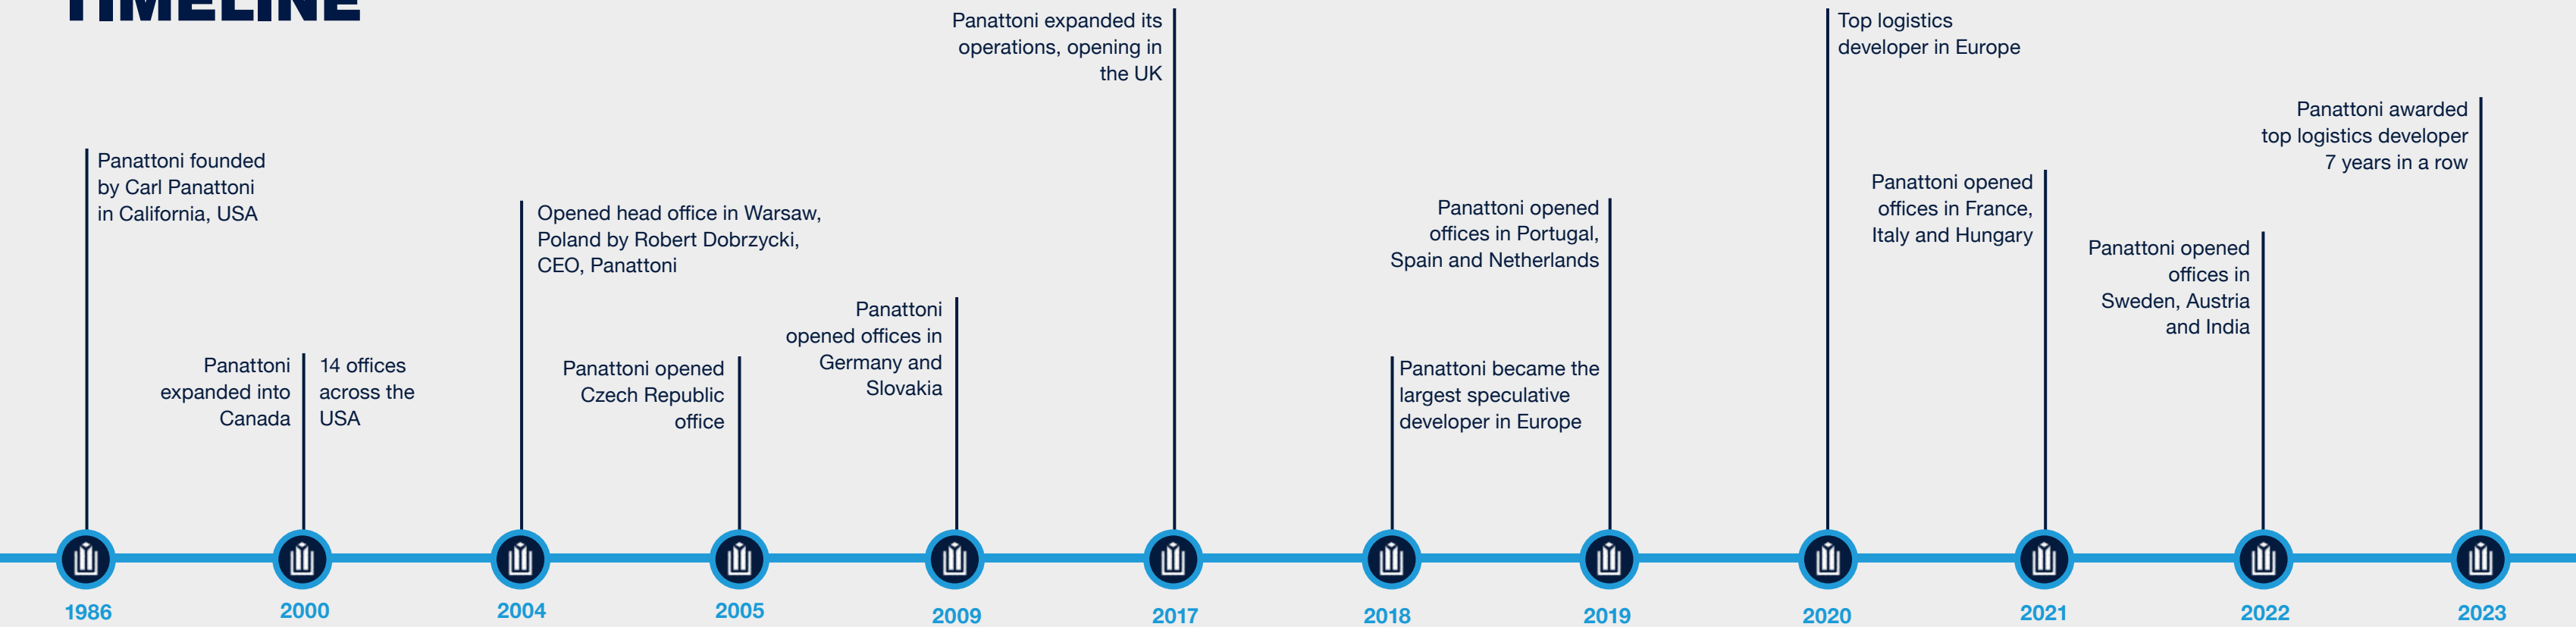 TIMELINE
Panattoni founded
by Carl Panattoni
in California, USA
1986
Panattoni
expanded into
Canada
14 offices
across the
USA
2000
Opened head office in Warsaw,
Poland by Robert Dobrzycki,
CEO, Panattoni
2004
Panattoni opened
Czech Republic
office
2005
Panattoni
opened offices in
Germany and
Slovakia
2009
Panattoni expanded its
operations, opening in
the UK
2017
Panattoni became the
largest speculative
developer in Europe
2018
Panattoni opened
offices in Portugal,
Spain and Netherlands
2019
Top logistics
developer in Europe
2020
Panattoni opened
offices in France,
Italy and Hungary
2021
Panattoni opened
offices in
Sweden, Austria
and India
2022
Panattoni awarded
top logistics developer
7 years in a row
2023